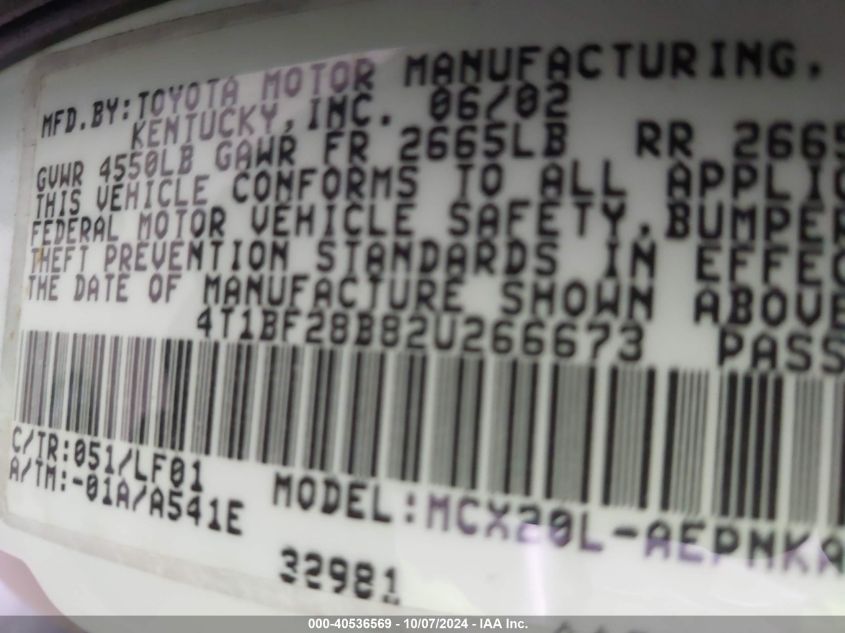 MFD.BY:TOYOTA MOTOR MANUFACTURING,
KENTUCKY,INC. 06/02
GVWR 4550LB GAWR FR 2665LB RR 2665
THIS VEHICLE CONFORMS TO ALL APPLIC
FEDERAL MOTOR VEHICLE SAFETY,BUMPER
THEFT PREVENTION STANDARDS IN EFFEC
THE DATE OF MANUFACTURE SHOWN ABOVE
4T1BF28B82U266673 PASS
C/TR:051/LF01
A/TM:-01A/A541E MODEL:MCX20L-AEPNKA
32981
000-40536569 - 10/07/2024 - IAA Inc.